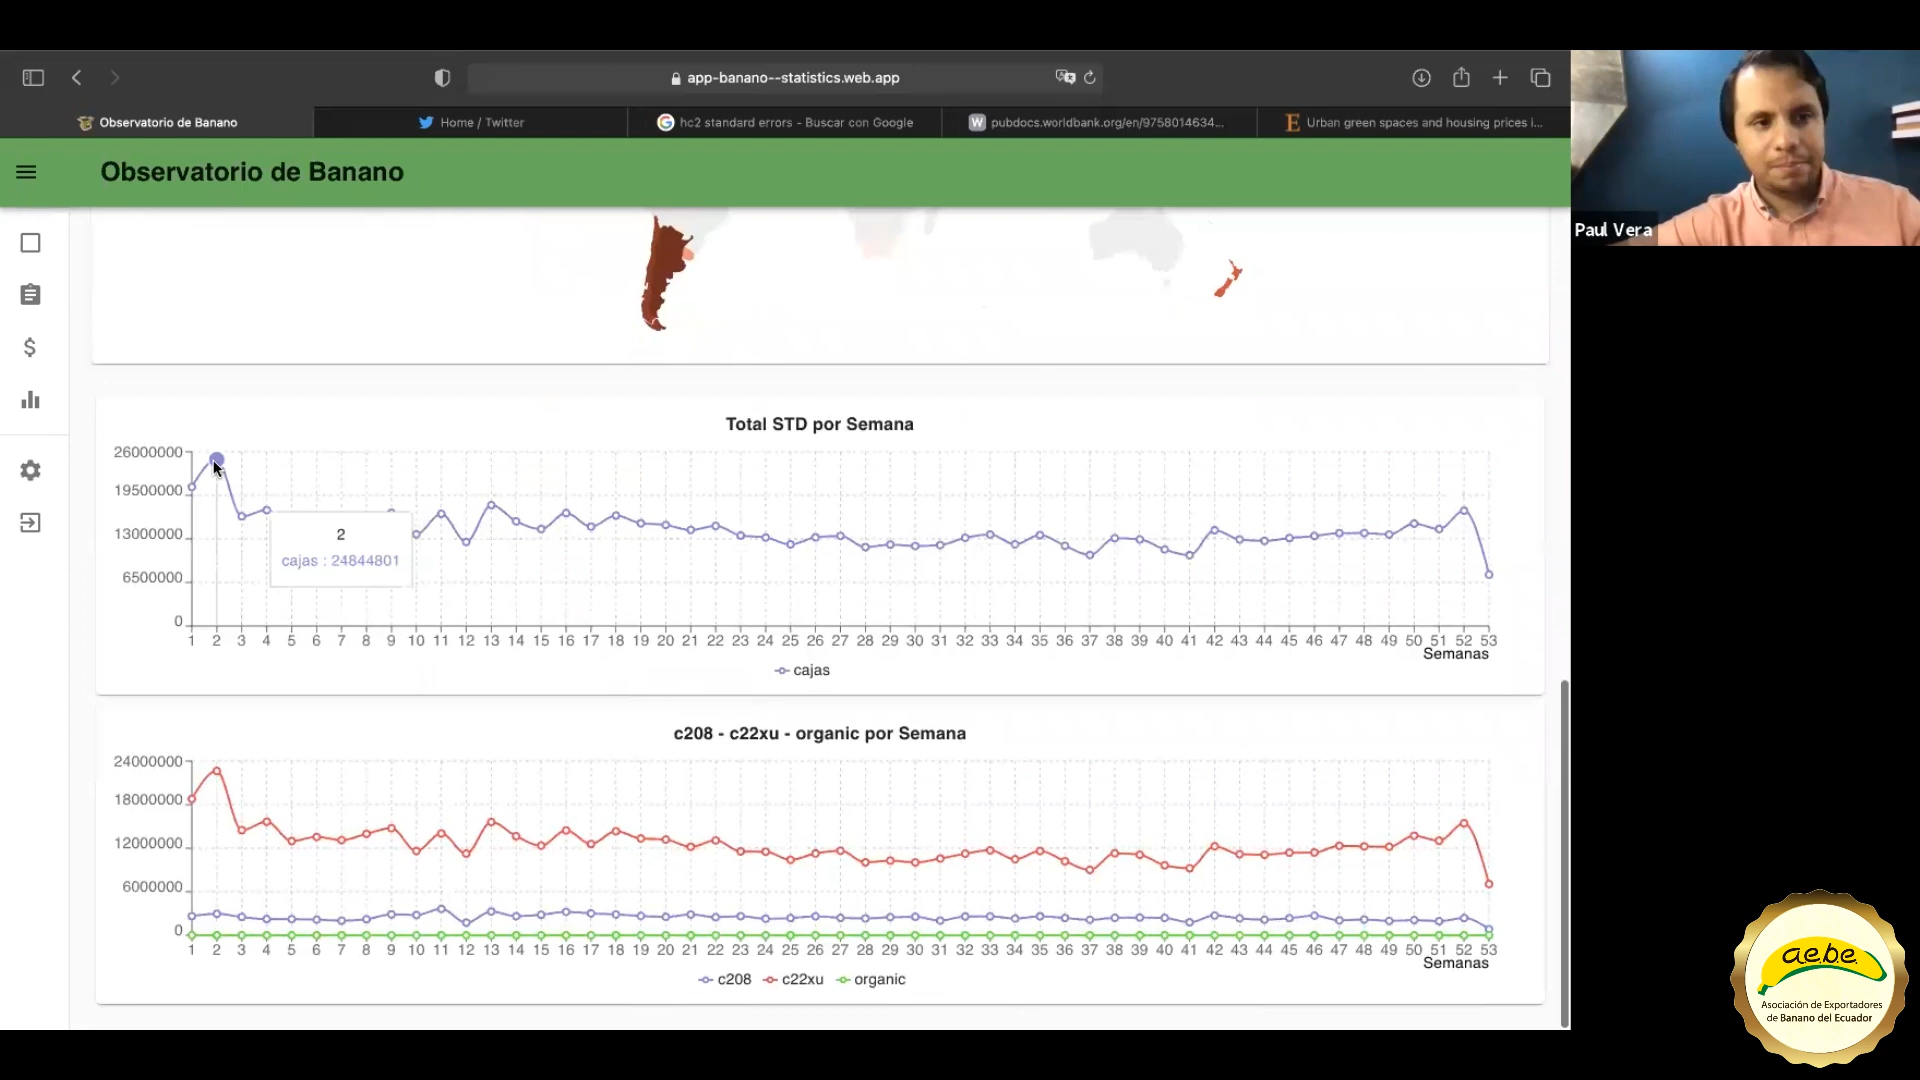 app-banano--statistics.web.app
Observatorio de Banano
Home / Twitter
hc2 standard errors - Buscar con Google
pubdocs.worldbank.org/en/9758014634...
Urban green spaces and housing prices i...
Observatorio de Banano
Paul Vera
Total STD por Semana
26000000
19500000
13000000
6500000
0
2
cajas : 24844801
1 2 3 4 5 6 7 8 9 10 11 12 13 14 15 16 17 18 19 20 21 22 23 24 25 26 27 28 29 30 31 32 33 34 35 36 37 38 39 40 41 42 43 44 45 46 47 48 49 50 51 52 53
Semanas
cajas
c208 - c22xu - organic por Semana
24000000
18000000
12000000
6000000
0
1 2 3 4 5 6 7 8 9 10 11 12 13 14 15 16 17 18 19 20 21 22 23 24 25 26 27 28 29 30 31 32 33 34 35 36 37 38 39 40 41 42 43 44 45 46 47 48 49 50 51 52 53
Semanas
c208 c22xu organic
a.e.b.e.
Asociación de Exportadores
de Banano del Ecuador